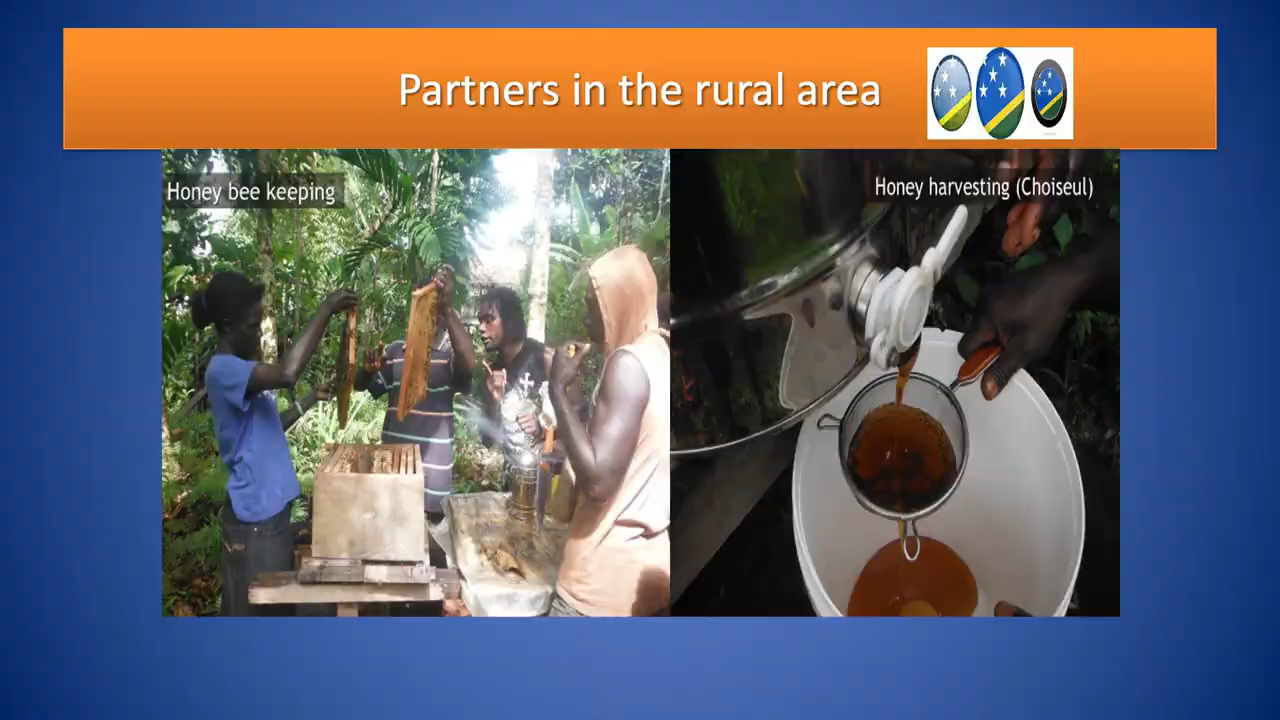 Partners in the rural area
Honey bee keeping
Honey harvesting (Choiseul)